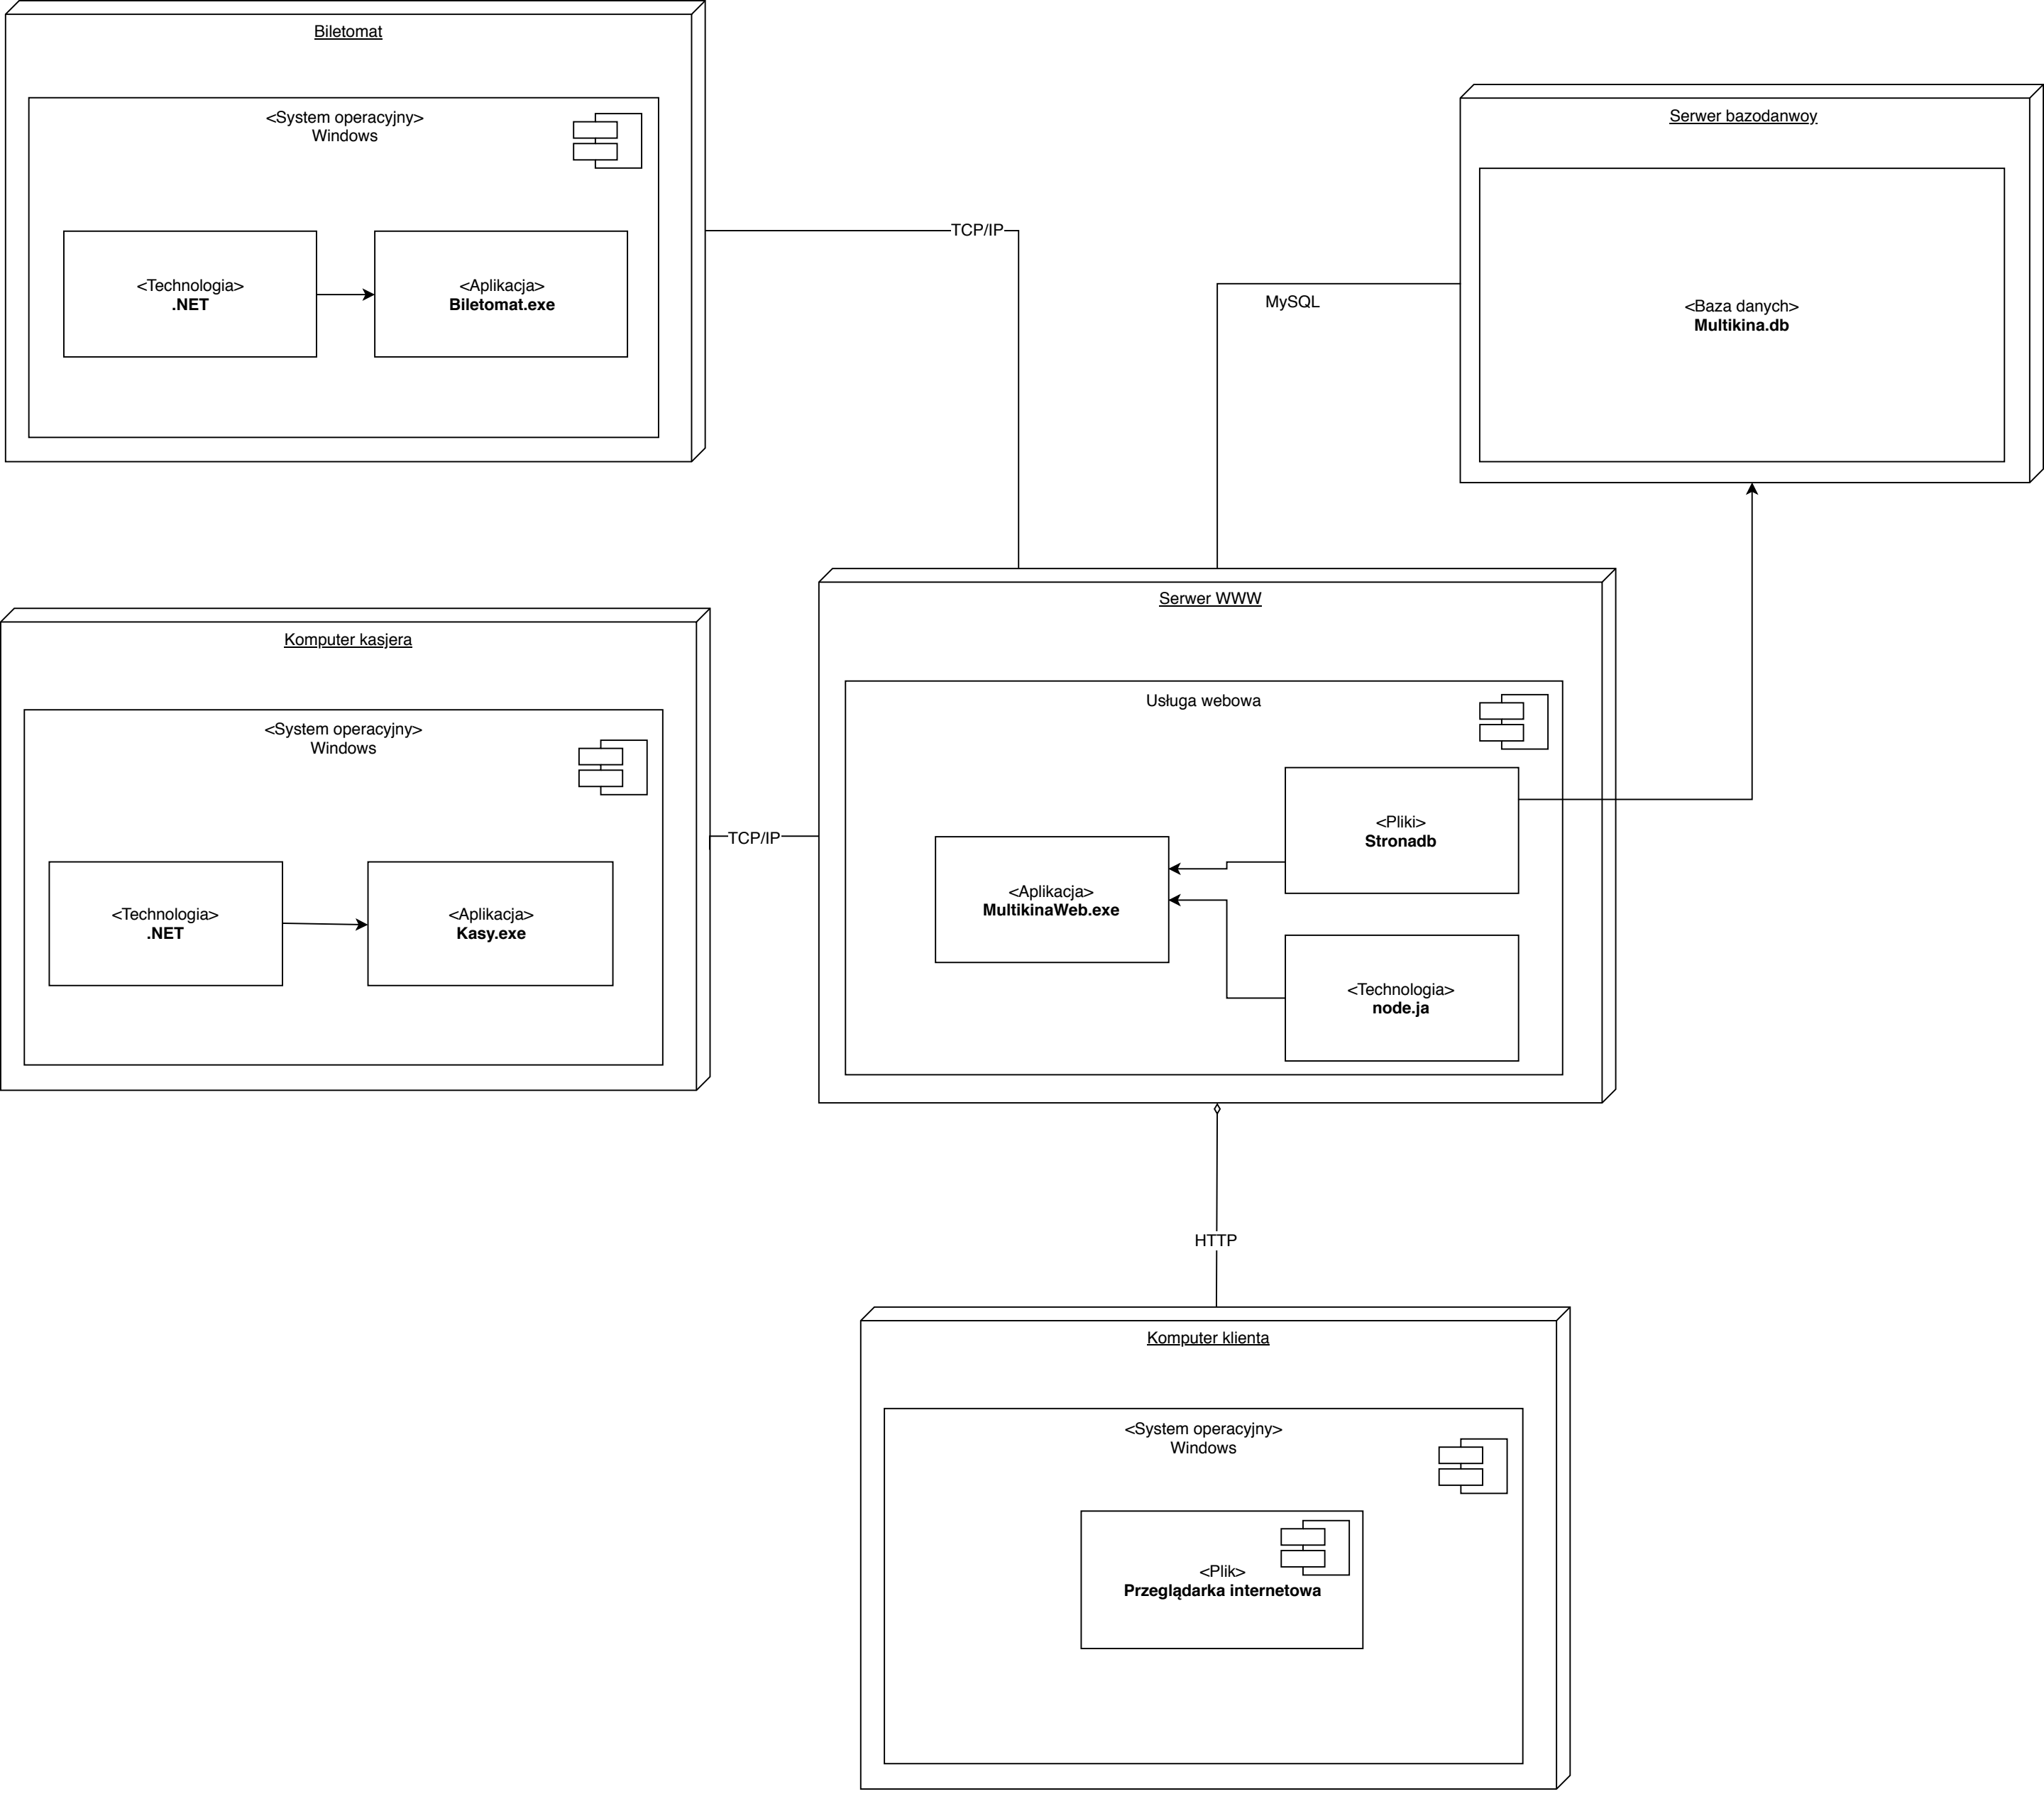 Biletomat
<System operacyjny>
Windows
<Technologia>
.NET
<Aplikacja>
Biletomat.exe
TCP/IP
Serwer bazodanwoy
<Baza danych>
Multikina.db
MySQL
Komputer kasjera
<System operacyjny>
Windows
<Technologia>
.NET
<Aplikacja>
Kasy.exe
TCP/IP
Serwer WWW
Usługa webowa
<Pliki>
Stronadb
<Aplikacja>
MultikinaWeb.exe
<Technologia>
node.ja
HTTP
Komputer klienta
<System operacyjny>
Windows
<Plik>
Przeglądarka internetowa